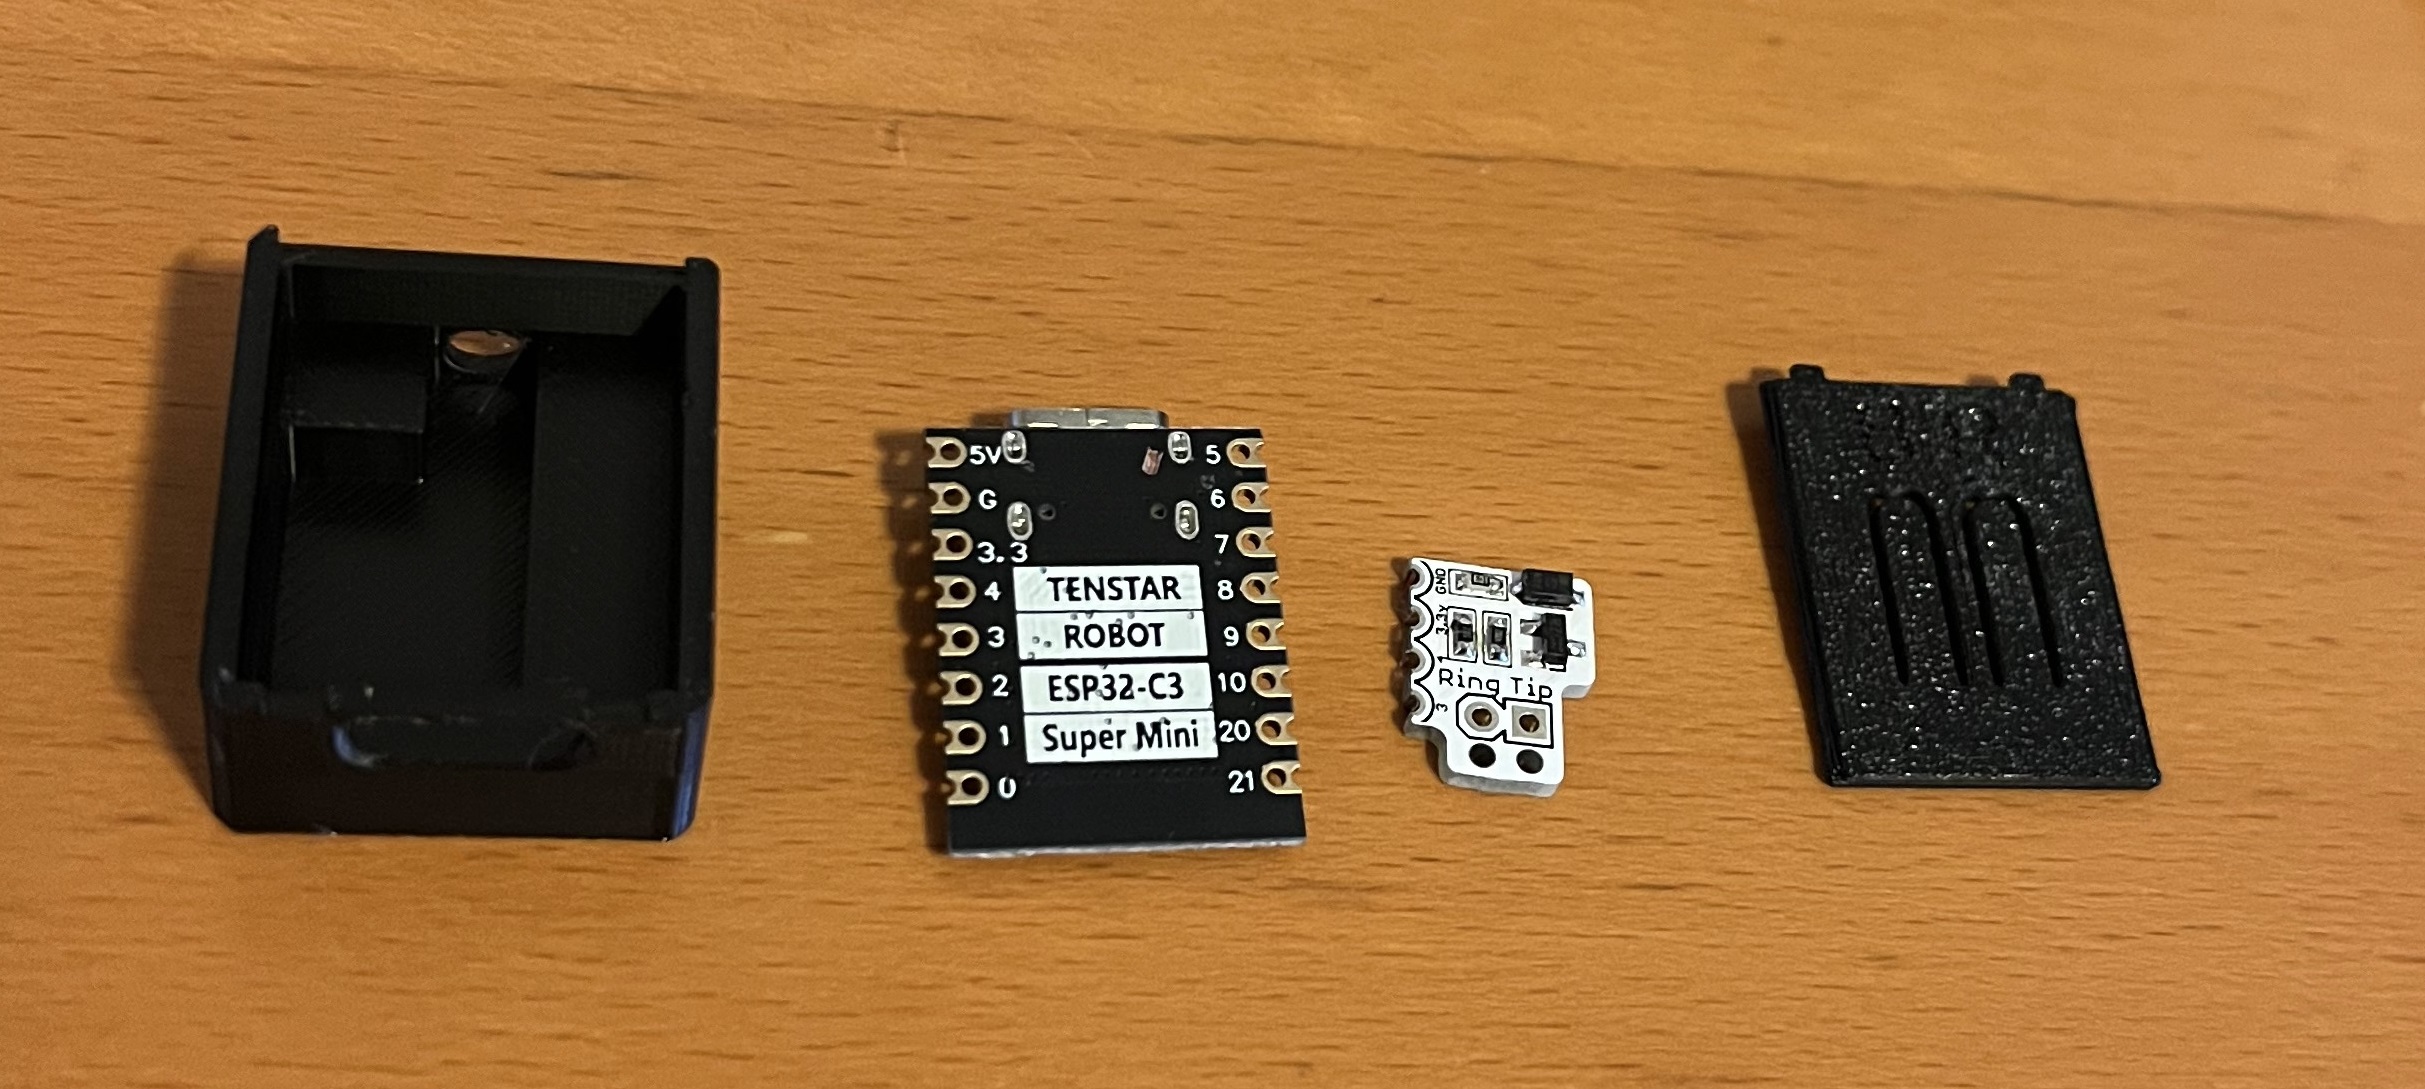 5V 5
G 6
3.3 7
4 8
3 9
2 10
1 20
0 21
TENSTAR
ROBOT
ESP32-C3
Super Mini
GND
3.3V
1
3
Ring Tip